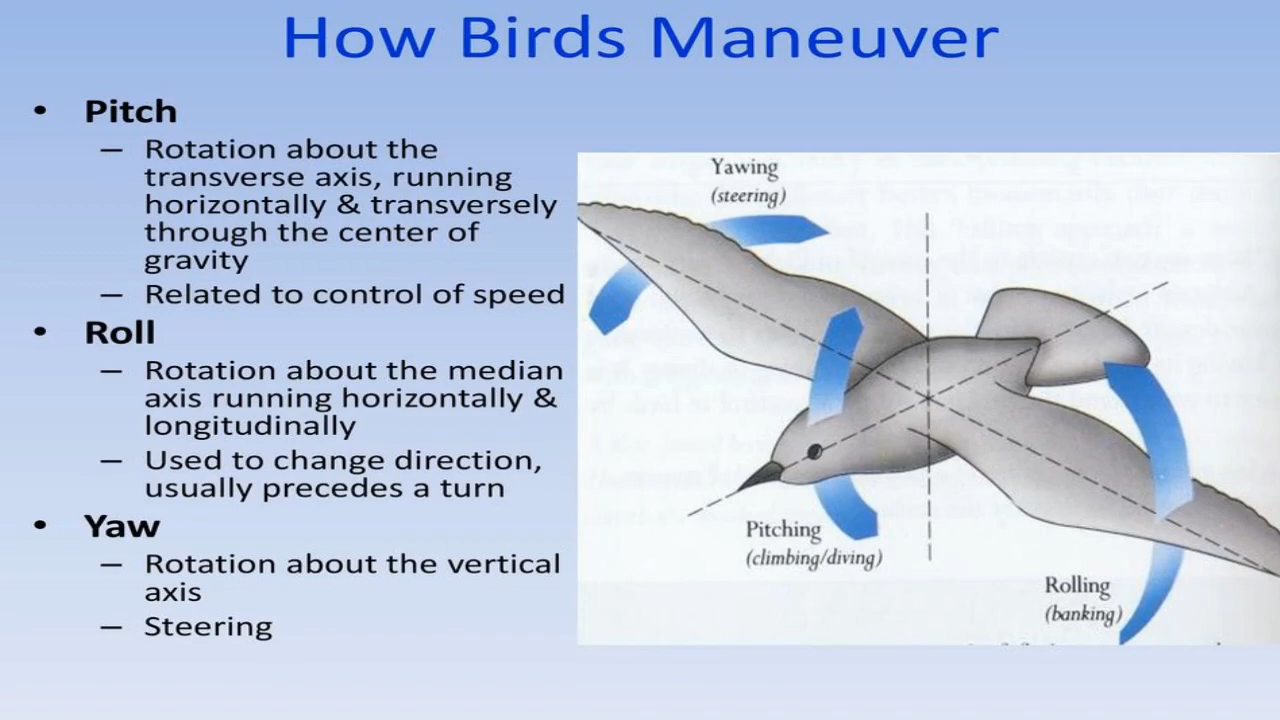 How Birds Maneuver
• Pitch
– Rotation about the
transverse axis, running
horizontally & transversely
through the center of
gravity
– Related to control of speed
• Roll
– Rotation about the median
axis running horizontally &
longitudinally
– Used to change direction,
usually precedes a turn
• Yaw
– Rotation about the vertical
axis
– Steering
Yawing
(steering)
Pitching
(climbing/diving)
Rolling
(banking)